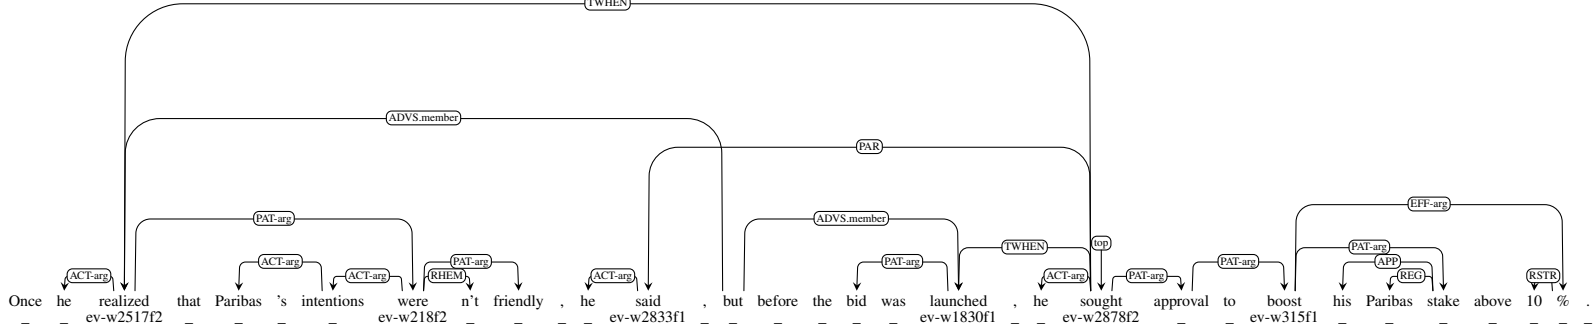 TWHEN
ADVS.member
PAR
EFF-arg
PAT-arg ADVS.member
top
TWHEN PAT-arg
ACT-arg ACT-arg PAT-arg PAT-arg PAT-arg APP
ACT-arg ACT-arg RHEM ACT-arg ACT-arg PAT-arg REG RSTR
Once he realized that Paribas 's intentions were n't friendly , he said , but before the bid was launched , he sought approval to boost his Paribas stake above 10 % .
_ _ ev-w2517f2 _ _ _ _ ev-w218f2 _ _ _ _ ev-w2833f1 _ _ _ _ _ _ ev-w1830f1 _ _ ev-w2878f2 _ _ ev-w315f1 _ _ _ _ _ _ _